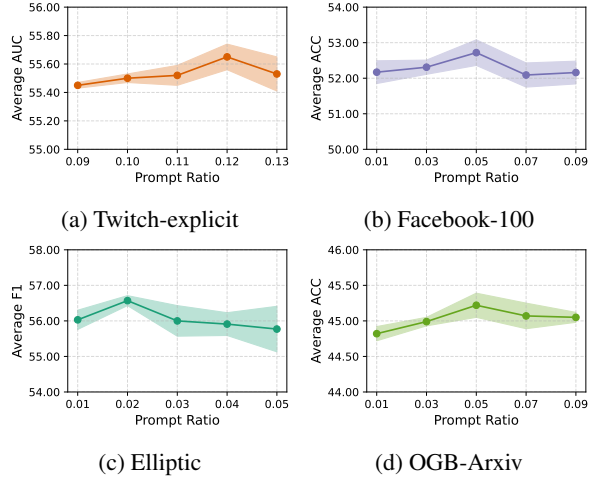 56.00
55.80
55.60
55.40
55.20
55.00
Average AUC
0.09 0.10 0.11 0.12 0.13
Prompt Ratio
(a) Twitch-explicit
54.00
53.00
52.00
51.00
50.00
Average ACC
0.01 0.03 0.05 0.07 0.09
Prompt Ratio
(b) Facebook-100
58.00
57.00
56.00
55.00
54.00
Average F1
0.01 0.02 0.03 0.04 0.05
Prompt Ratio
(c) Elliptic
46.00
45.50
45.00
44.50
44.00
Average ACC
0.01 0.03 0.05 0.07 0.09
Prompt Ratio
(d) OGB-Arxiv